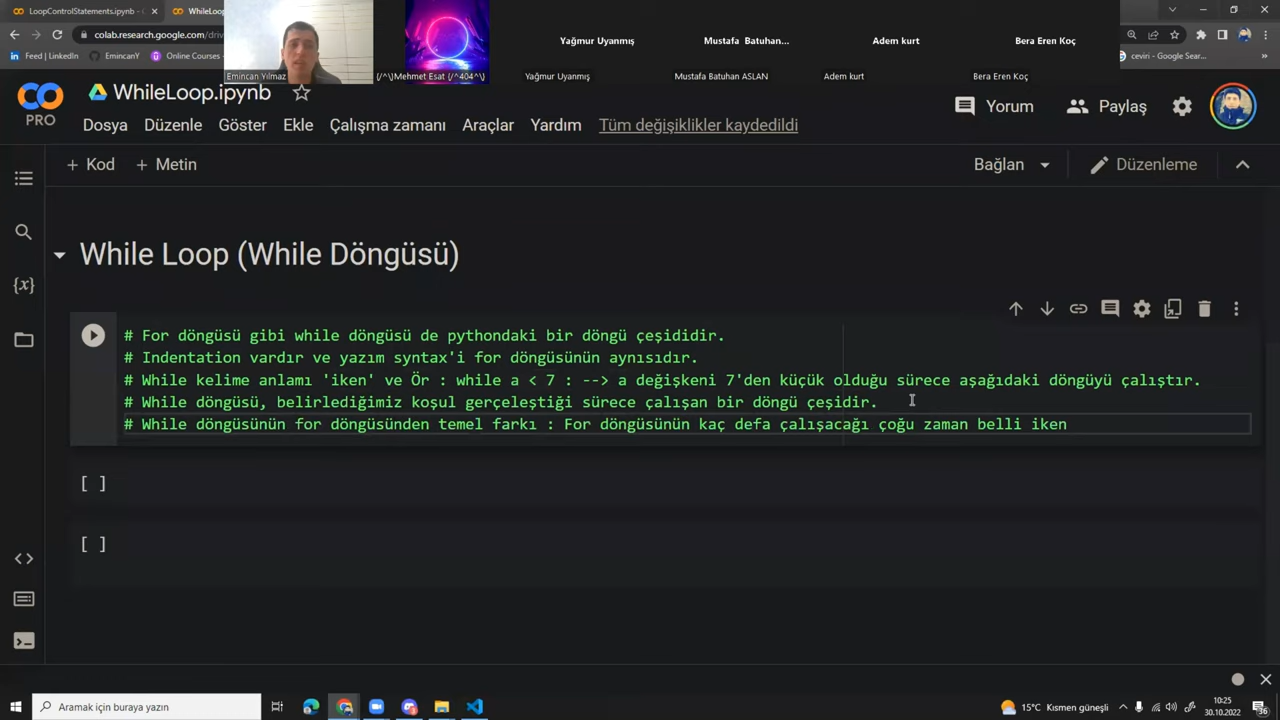 LoopControlStatements.ipynb -
WhileLoop
colab.research.google.com/driv
Feed | LinkedIn
EmincanY
Online Courses -
Emincan Yılmaz
{/^\}Mehmet Esat {/^404^\}
Yağmur Uyanmış
Yağmur Uyanmış
Mustafa Batuhan...
Mustafa Batuhan ASLAN
Adem kurt
Adem kurt
Bera Eren Koç
Bera Eren Koç
ceviri - Google Sear...
CO
PRO
WhileLoop.ipynb
Yorum
Paylaş
Dosya Düzenle Göster Ekle Çalışma zamanı Araçlar Yardım Tüm değişiklikler kaydedildi
+ Kod + Metin
Bağlan
Düzenleme
While Loop (While Döngüsü)
# For döngüsü gibi while döngüsü de pythondaki bir döngü çeşididir.
# Indentation vardır ve yazım syntax'i for döngüsünün aynısıdır.
# While kelime anlamı 'iken' ve Ör : while a < 7 : --> a değişkeni 7'den küçük olduğu sürece aşağıdaki döngüyü çalıştır.
# While döngüsü, belirlediğimiz koşul gerçeleştiği sürece çalışan bir döngü çeşidir.
# While döngüsünün for döngüsünden temel farkı : For döngüsünün kaç defa çalışacağı çoğu zaman belli iken
[ ]
[ ]
{x}
Aramak için buraya yazın
15°C Kısmen güneşli
10:25
30.10.2022
36